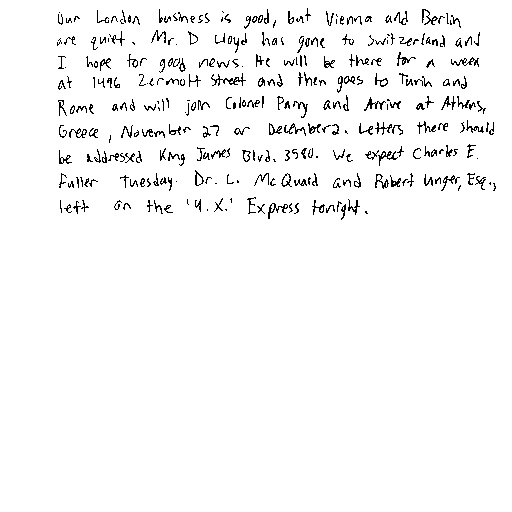 Our London business is good, but Vienna and Berlin
are quiet. Mr. D Lloyd has gone to Switzerland and
I hope for good news. He will be there for a week
at 1496 Zermott Street and then goes to Turin and
Rome and will join Colonel Parry and Arrive at Athens,
Greece, November 27 or December 2. Letters there should
be addressed King James Blvd. 3580. We expect Charles E.
Fuller Tuesday. Dr. L. McQuaid and Robert Unger, Esq.,
left on the 'Y.X.' Express tonight.